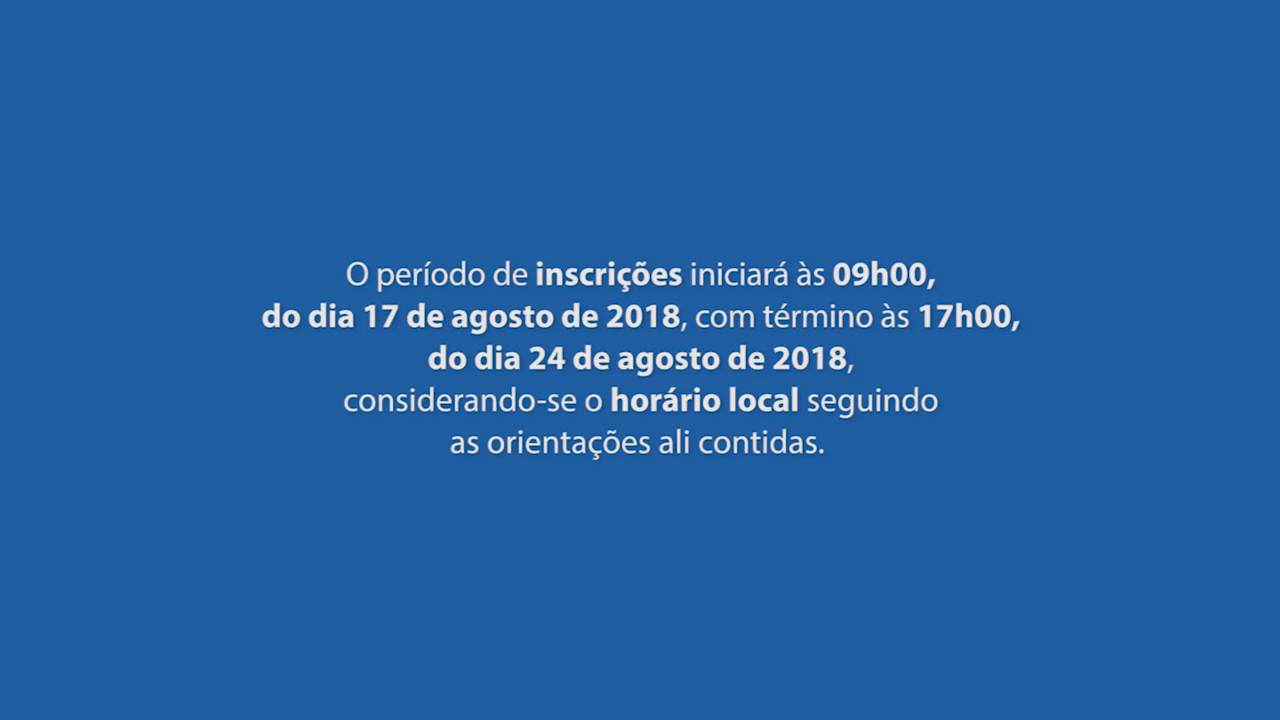 O período de inscrições iniciará às 09h00,
do dia 17 de agosto de 2018, com término às 17h00,
do dia 24 de agosto de 2018,
considerando-se o horário local seguindo
as orientações ali contidas.